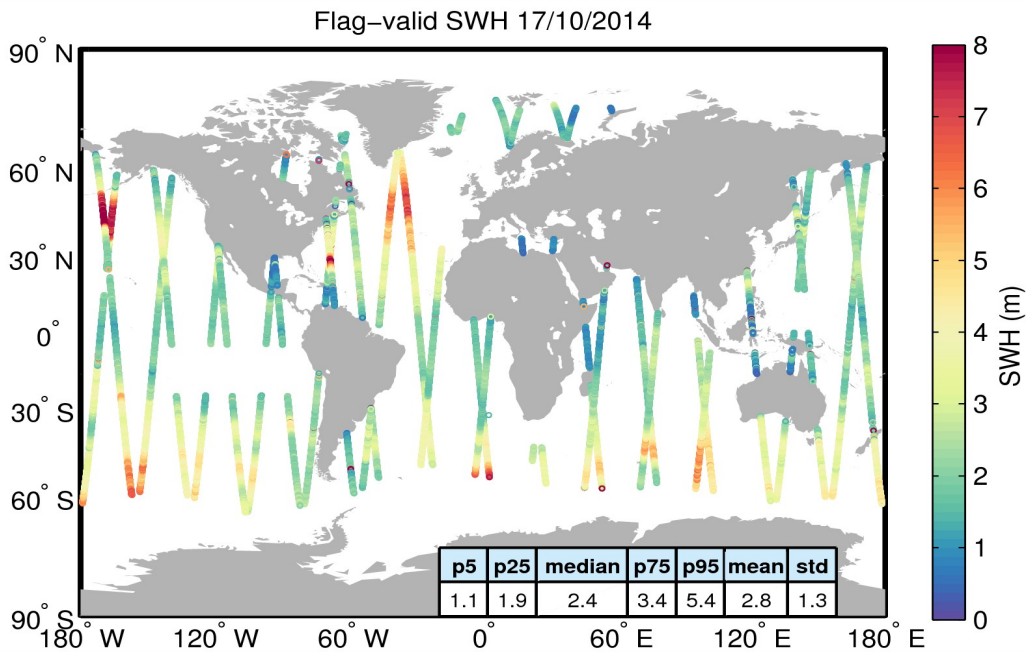 Flag−valid SWH 17/10/2014
90° N
60° N
30° N
0°
30° S
60° S
90° S
180° W
120° W
60° W
0°
60° E
120° E
180° E
8
7
6
5
4
3
2
1
0
SWH (m)
p5 p25 median p75 p95 mean std
1.1 1.9 2.4 3.4 5.4 2.8 1.3